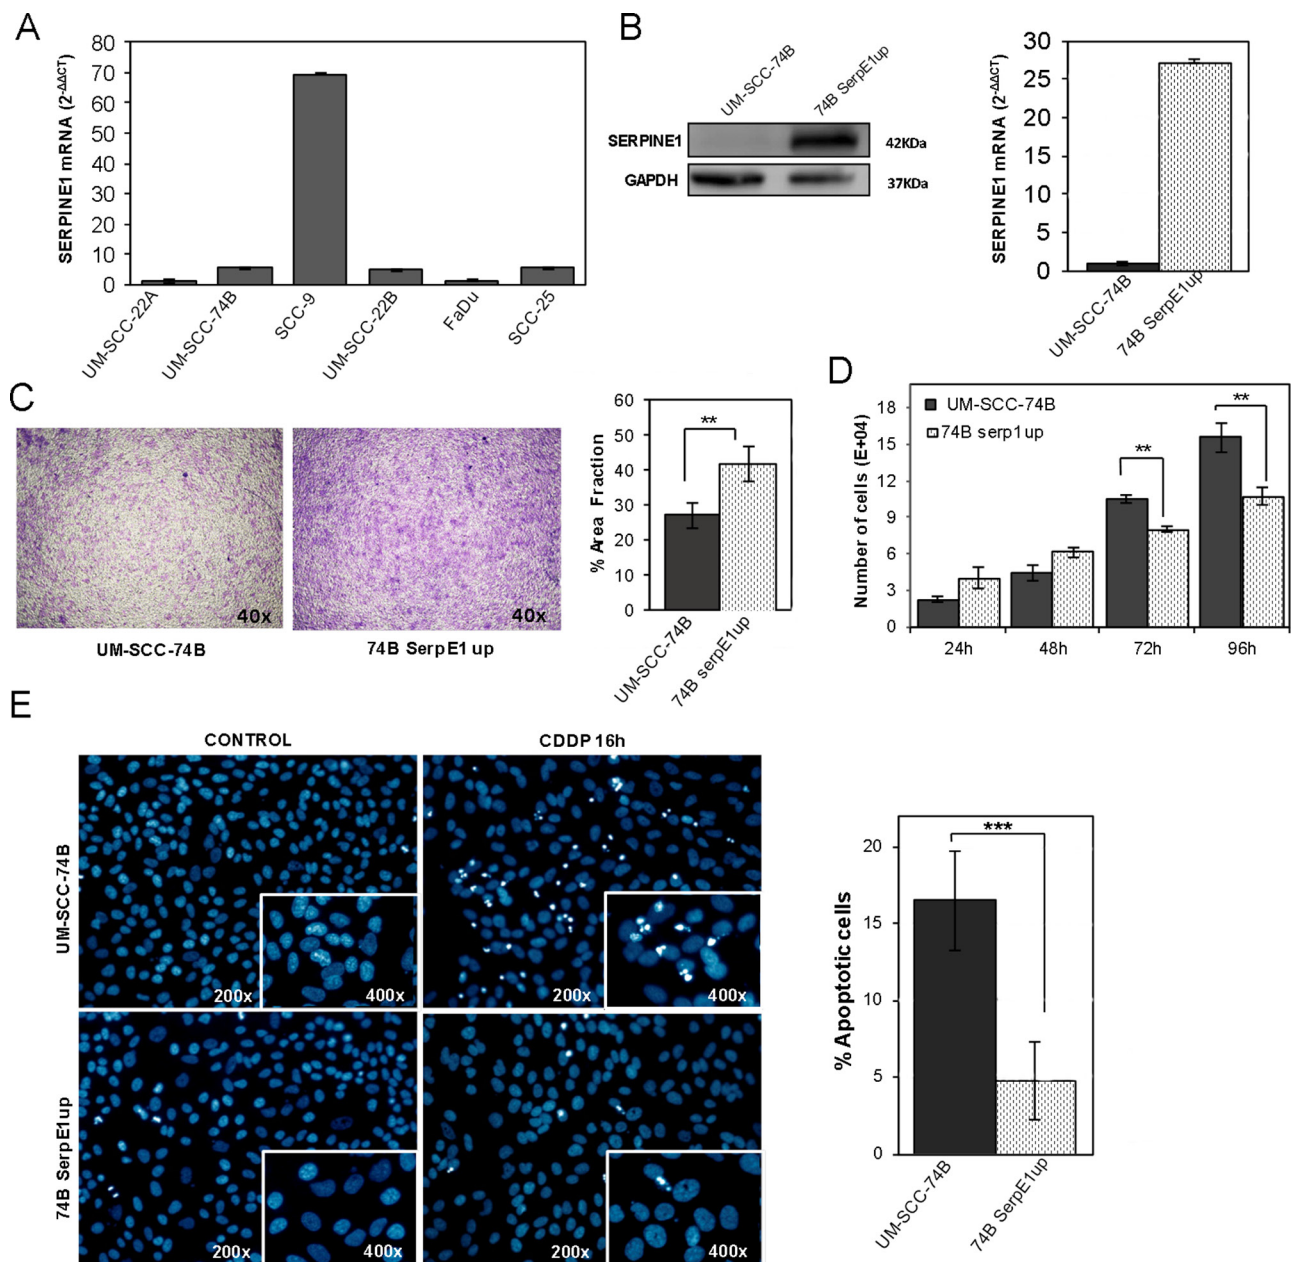 A
SERPINE1 mRNA (2-ΔΔCT)
80
70
60
50
40
30
20
10
0
UM-SCC-22A
UM-SCC-74B
SCC-9
UM-SCC-22B
FaDu
SCC-25
B
UM-SCC-74B
74B SerpE1up
SERPINE1
42KDa
GAPDH
37KDa
SERPINE1 mRNA (2-ΔΔCT)
30
25
20
15
10
5
0
UM-SCC-74B
74B SerpE1up
C
40x
40x
UM-SCC-74B
74B SerpE1 up
% Area Fraction
60
50
40
30
20
10
0
**
UM-SCC-74B
74B serpE1up
D
Number of cells (E+04)
18
15
12
9
6
3
0
UM-SCC-74B
74B serp1up
**
**
24h
48h
72h
96h
E
CONTROL
CDDP 16h
UM-SCC-74B
200x
400x
200x
400x
74B SerpE1up
200x
400x
200x
400x
% Apoptotic cells
20
15
10
5
0
***
UM-SCC-74B
74B SerpE1up